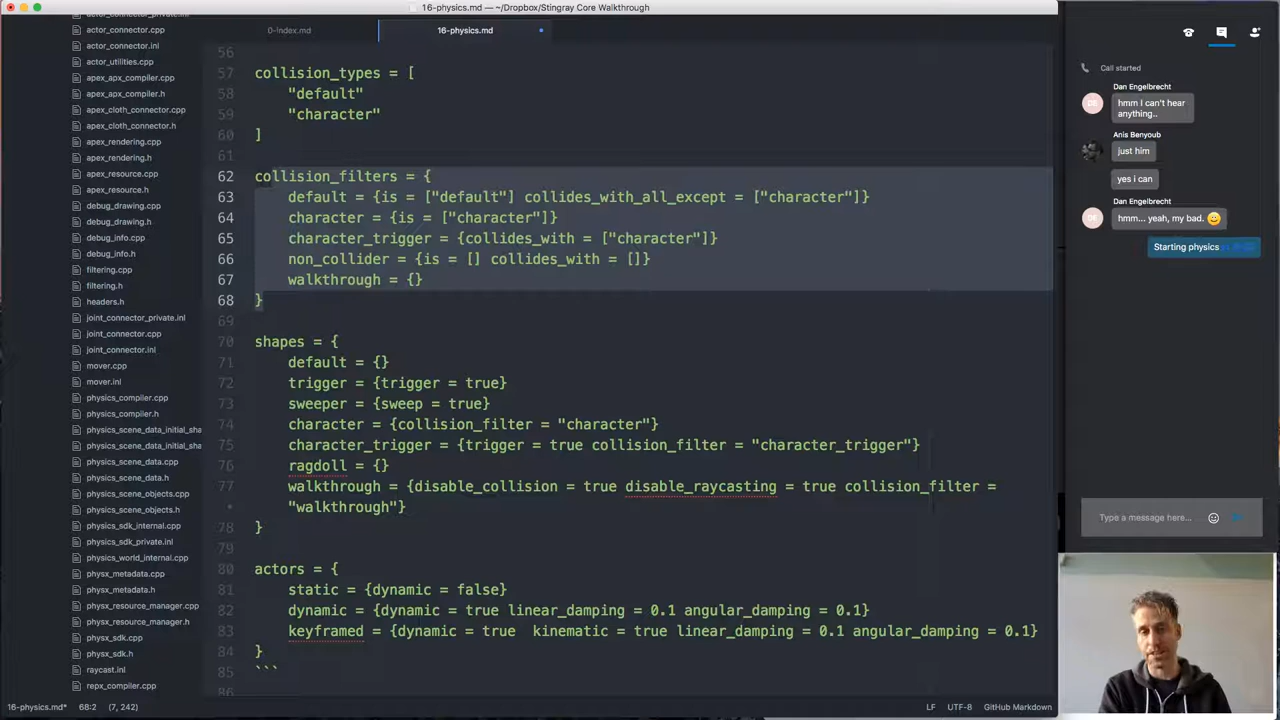 16-physics.md — ~/Dropbox/Stingray Core Walkthrough
0-index.md
16-physics.md
actor_connector_private.inl
actor_connector.cpp
actor_connector.inl
actor_utilities.cpp
apex_apx_compiler.cpp
apex_apx_compiler.h
apex_cloth_connector.cpp
apex_cloth_connector.h
apex_rendering.cpp
apex_rendering.h
apex_resource.cpp
apex_resource.h
debug_drawing.cpp
debug_drawing.h
debug_info.cpp
debug_info.h
filtering.cpp
filtering.h
headers.h
joint_connector_private.inl
joint_connector.cpp
joint_connector.inl
mover.cpp
mover.inl
physics_compiler.cpp
physics_compiler.h
physics_scene_data_initial_sha
physics_scene_data_initial_sha
physics_scene_data.cpp
physics_scene_data.h
physics_scene_objects.cpp
physics_scene_objects.h
physics_sdk_internal.cpp
physics_sdk_private.inl
physics_world_internal.cpp
physx_metadata.cpp
physx_metadata.h
physx_resource_manager.cpp
physx_resource_manager.h
physx_sdk.cpp
physx_sdk.h
raycast.inl
repx_compiler.cpp
56
57 collision_types = [
58 "default"
59 "character"
60 ]
61
62 collision_filters = {
63 default = {is = ["default"] collides_with_all_except = ["character"]}
64 character = {is = ["character"]}
65 character_trigger = {collides_with = ["character"]}
66 non_collider = {is = [] collides_with = []}
67 walkthrough = {}
68 }
69
70 shapes = {
71 default = {}
72 trigger = {trigger = true}
73 sweeper = {sweep = true}
74 character = {collision_filter = "character"}
75 character_trigger = {trigger = true collision_filter = "character_trigger"}
76 ragdoll = {}
77 walkthrough = {disable_collision = true disable_raycasting = true collision_filter =
• "walkthrough"}
78 }
79
80 actors = {
81 static = {dynamic = false}
82 dynamic = {dynamic = true linear_damping = 0.1 angular_damping = 0.1}
83 keyframed = {dynamic = true  kinematic = true linear_damping = 0.1 angular_damping = 0.1}
84 }
85 ```
86
16-physics.md* 68:2 (7, 242)
LF UTF-8 GitHub Markdown
Call started
Dan Engelbrecht
DE
hmm I can't hear
anything..
Anis Benyoub
just him
yes i can
Dan Engelbrecht
DE
hmm... yeah, my bad. 😀
Starting physics
Type a message here...